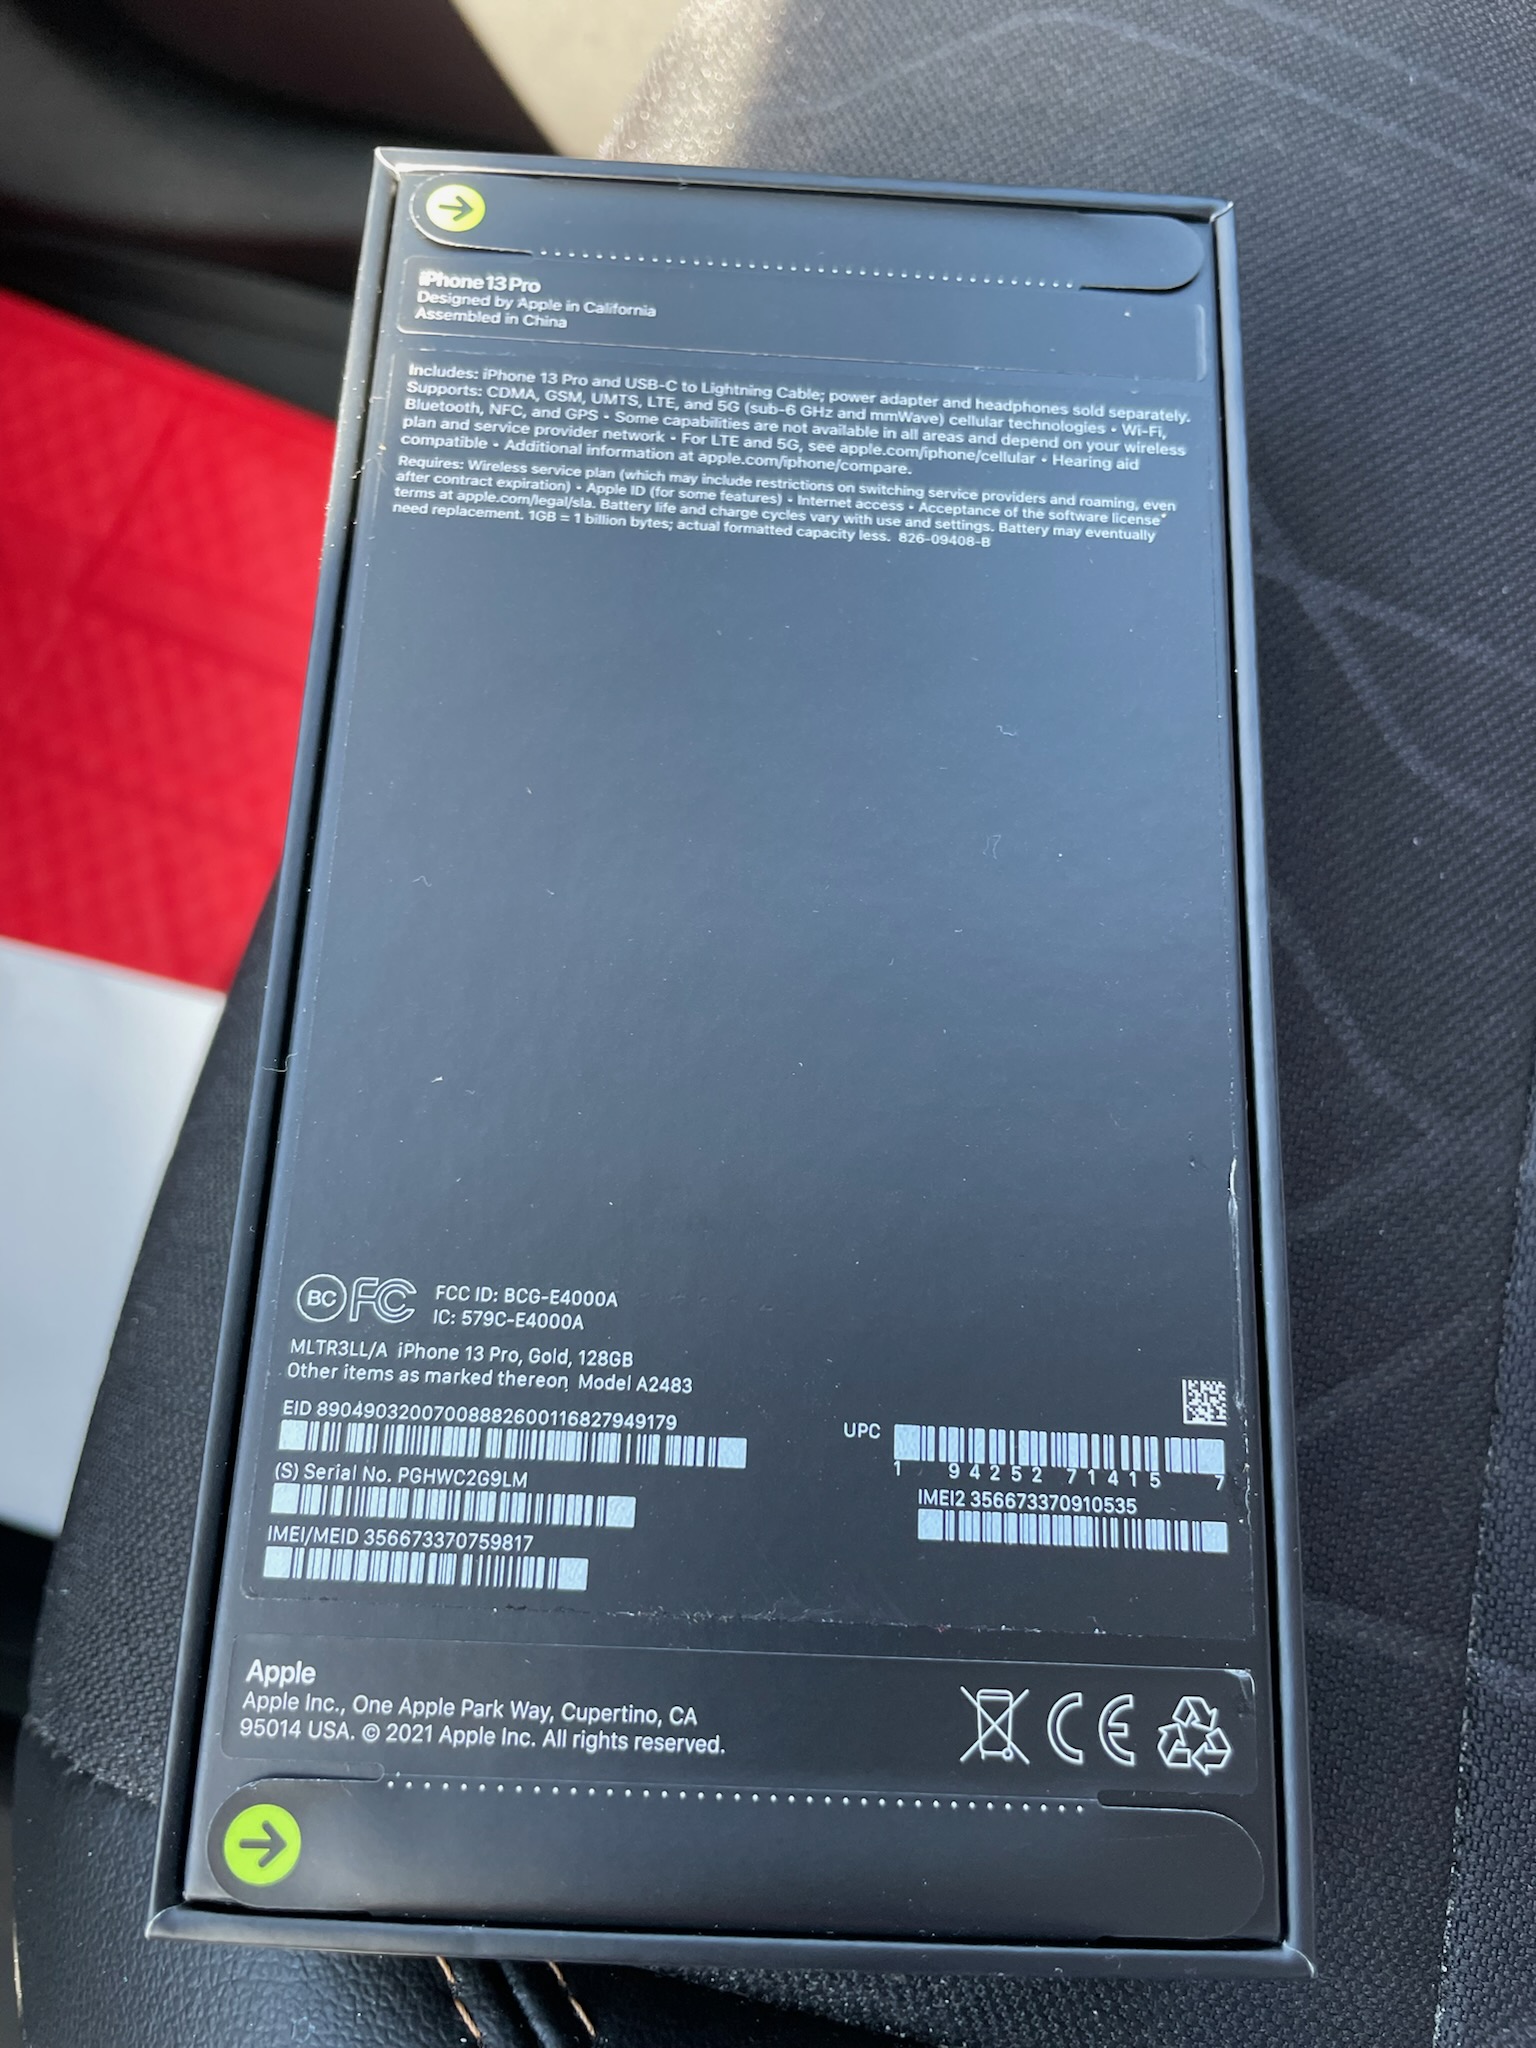 iPhone 13 Pro
Designed by Apple in California
Assembled in China
Includes: iPhone 13 Pro and USB-C to Lightning Cable; power adapter and headphones sold separately.
Supports: CDMA, GSM, UMTS, LTE, and 5G (sub-6 GHz and mmWave) cellular technologies • Wi-Fi,
Bluetooth, NFC, and GPS • Some capabilities are not available in all areas and depend on your wireless
plan and service provider network • For LTE and 5G, see apple.com/iphone/cellular • Hearing aid
compatible • Additional information at apple.com/iphone/compare.
Requires: Wireless service plan (which may include restrictions on switching service providers and roaming, even
after contract expiration) • Apple ID (for some features) • Internet access • Acceptance of the software license
terms at apple.com/legal/sla. Battery life and charge cycles vary with use and settings. Battery may eventually
need replacement. 1GB = 1 billion bytes; actual formatted capacity less. 826-09408-B
BC FC FCC ID: BCG-E4000A
IC: 579C-E4000A
MLTR3LL/A iPhone 13 Pro, Gold, 128GB
Other items as marked thereon Model A2483
EID 89049032007008882600116827949179
UPC
1 94252 71415 7
(S) Serial No. PGHWC2G9LM
IMEI2 356673370910535
IMEI/MEID 356673370759817
Apple
Apple Inc., One Apple Park Way, Cupertino, CA
95014 USA. © 2021 Apple Inc. All rights reserved.
CE